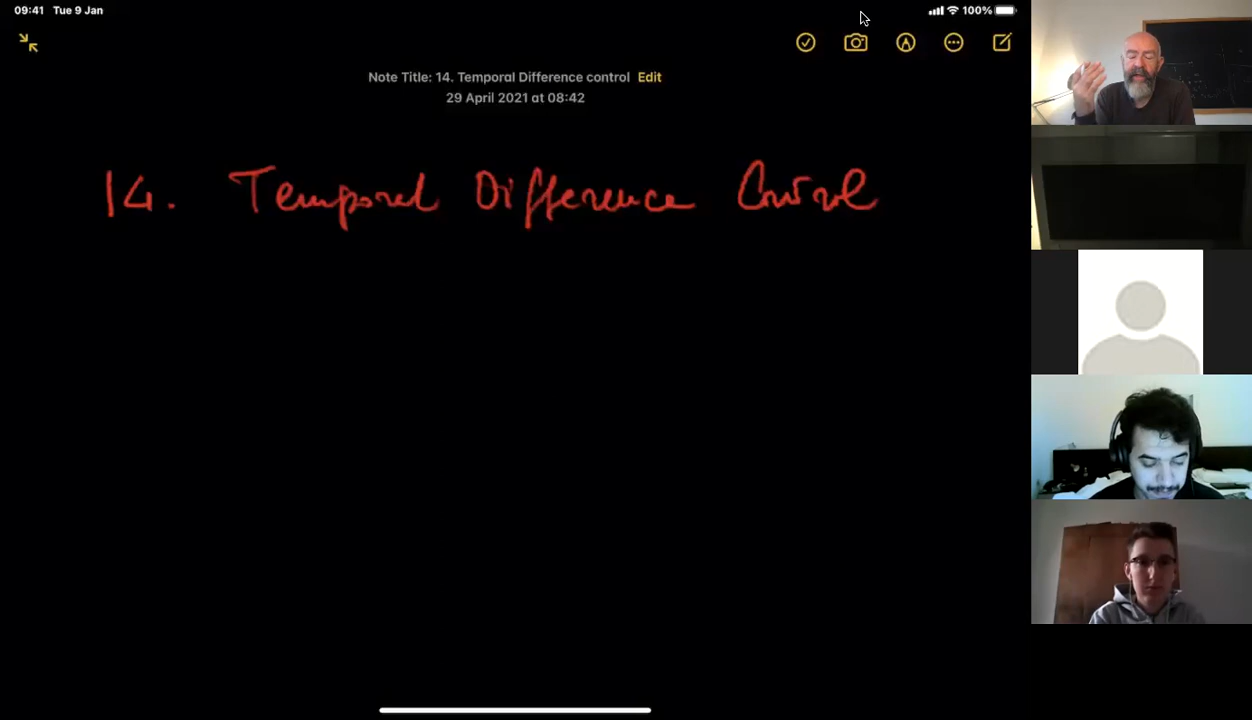 09:41 Tue 9 Jan 100%
Note Title: 14. Temporal Difference control Edit
29 April 2021 at 08:42
14. Temporal Difference Control